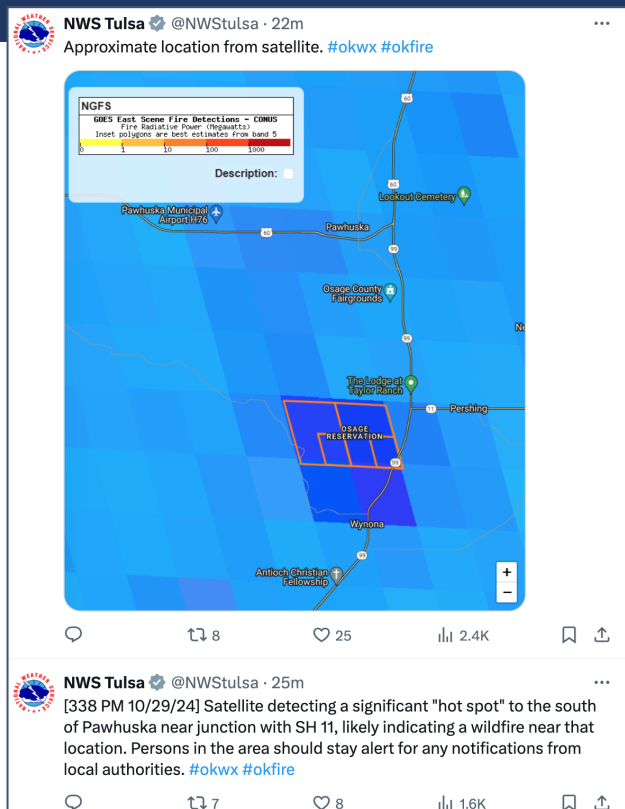 NWS Tulsa @NWStulsa · 22m
Approximate location from satellite. #okwx #okfire
NGFS
GOES East Scene Fire Detections - CONUS
Fire Radiative Power (Megawatts)
Inset polygons are best estimates from band 5
0 1 10 100 1000
Description:
60
60
Lookout Cemetery
Pawhuska Municipal
Airport-H76
60
Pawhuska
99
Osage County
Fairgrounds
99
Ne
The Lodge at
Taylor Ranch
11
Pershing
OSAGE
RESERVATION
99
Wynona
99
Antioch Christian
Fellowship
+
−
8 25 2.4K
NATIONAL WEATHER SERVICE
NWS Tulsa @NWStulsa · 25m
[338 PM 10/29/24] Satellite detecting a significant "hot spot" to the south
of Pawhuska near junction with SH 11, likely indicating a wildfire near that
location. Persons in the area should stay alert for any notifications from
local authorities. #okwx #okfire
7 8 1.6K